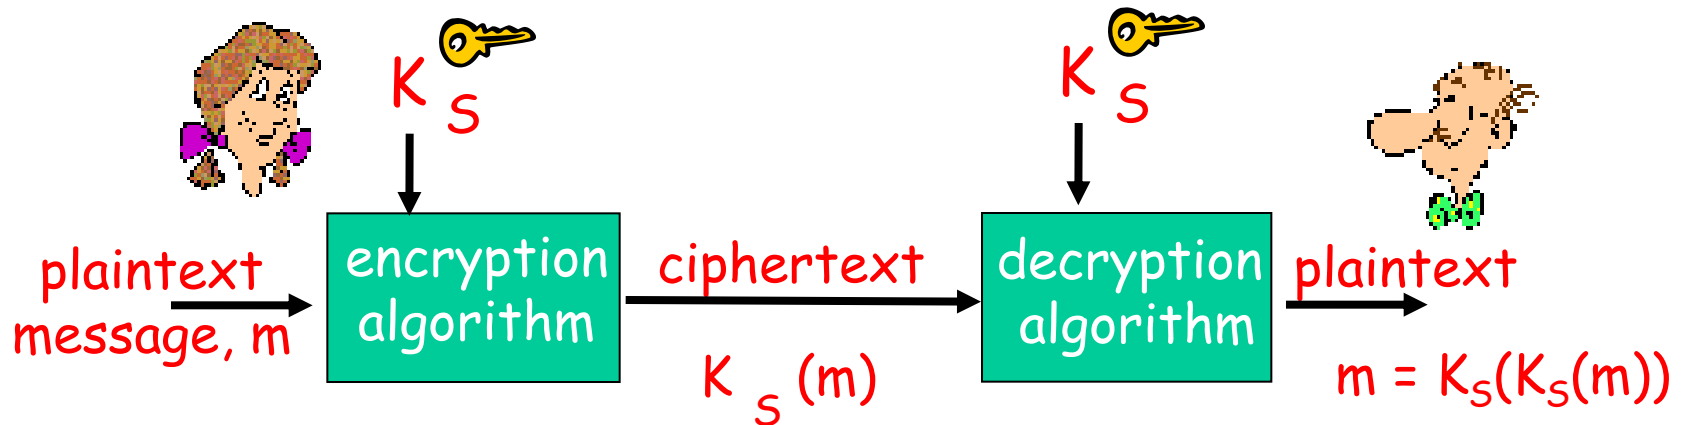 K S
K S
plaintext
message, m
encryption
algorithm
ciphertext
K S (m)
decryption
algorithm
plaintext
m = KS(KS(m))